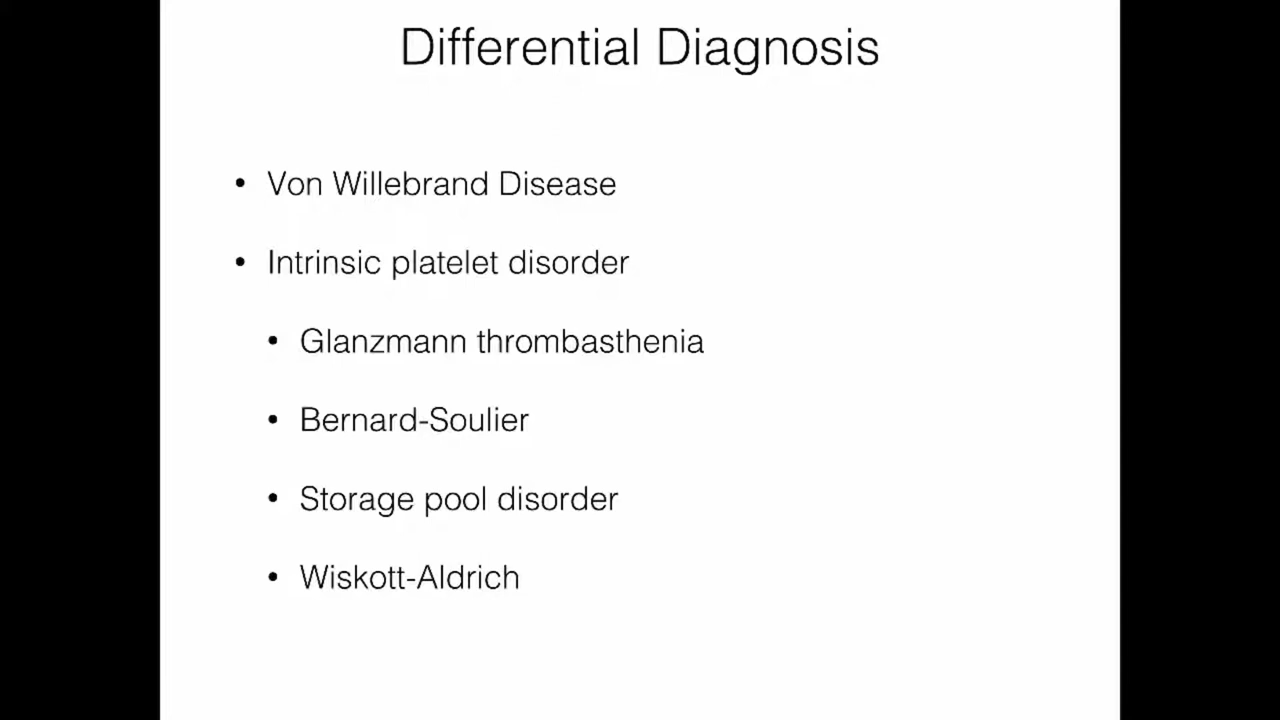 Differential Diagnosis
• Von Willebrand Disease
• Intrinsic platelet disorder
• Glanzmann thrombasthenia
• Bernard-Soulier
• Storage pool disorder
• Wiskott-Aldrich